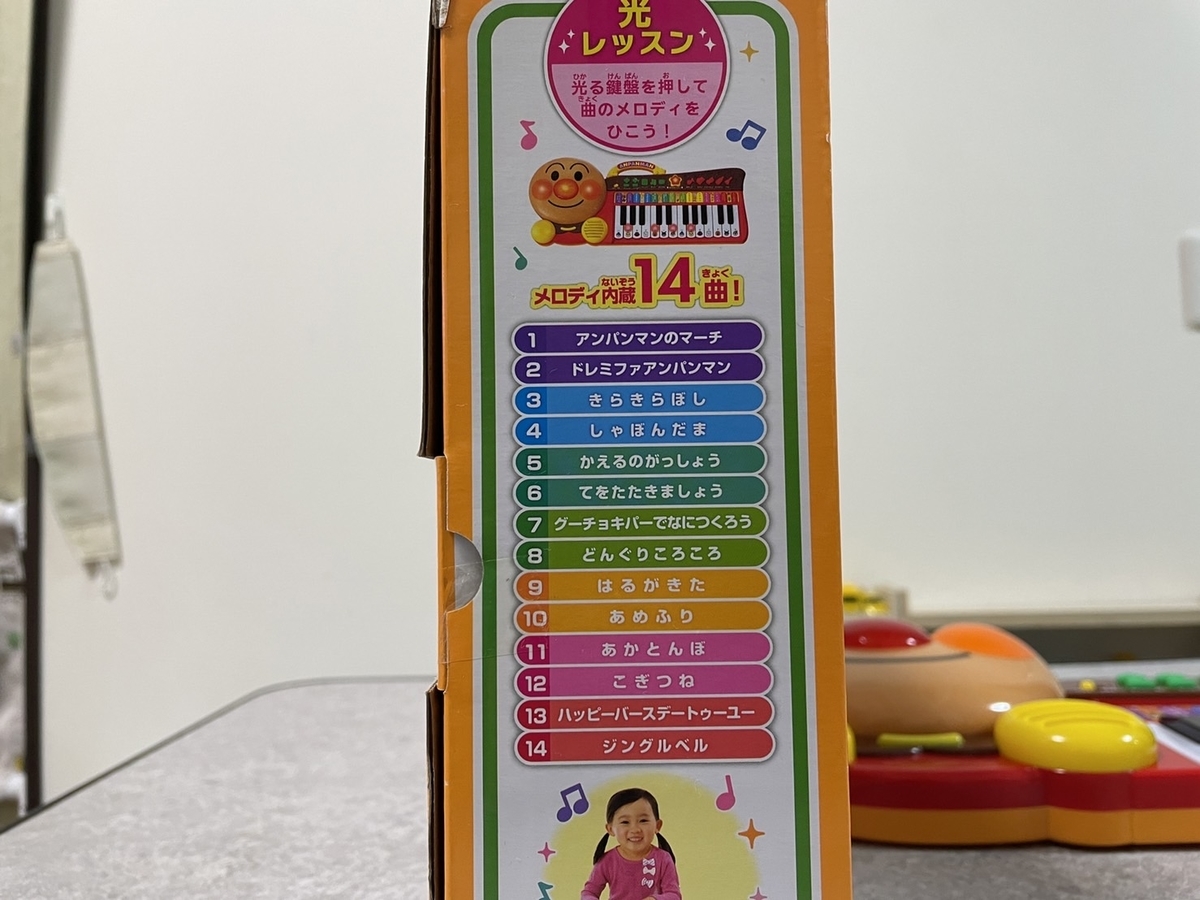 光
レッスン
光る鍵盤を押して
曲のメロディを
ひこう！
メロディ内蔵14曲！
1 アンパンマンのマーチ
2 ドレミファアンパンマン
3 きらきらぼし
4 しゃぼんだま
5 かえるのがっしょう
6 てをたたきましょう
7 グーチョキパーでなにつくろう
8 どんぐりころころ
9 はるがきた
10 あめふり
11 あかとんぼ
12 こぎつね
13 ハッピーバースデートゥーユー
14 ジングルベル